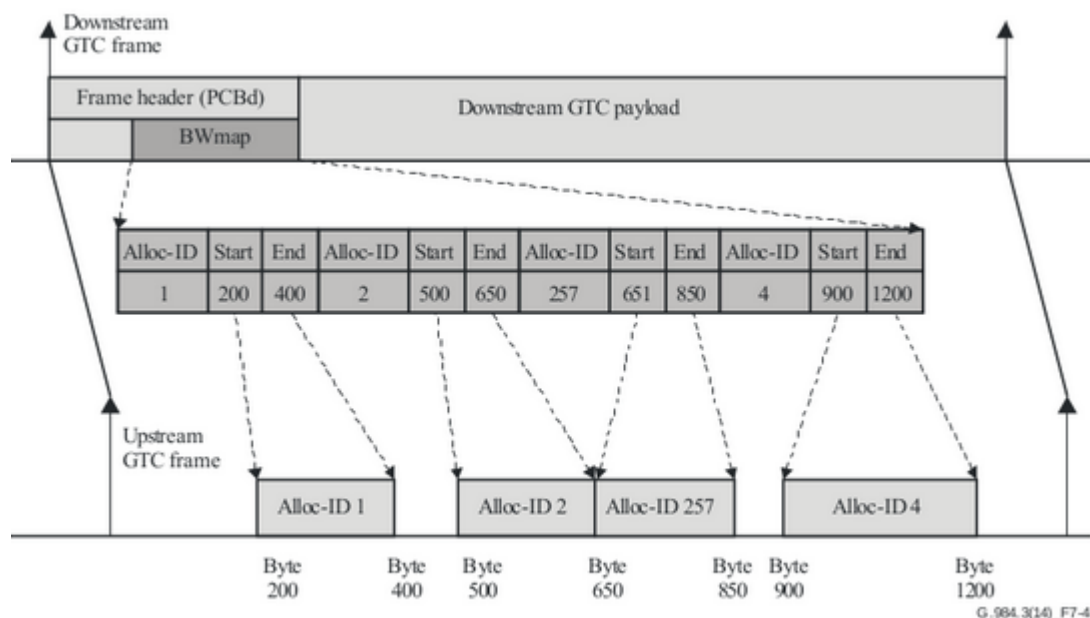 Downstream
GTC frame
Frame header (PCBd)
Downstream GTC payload
BWmap
Alloc-ID Start End Alloc-ID Start End Alloc-ID Start End Alloc-ID Start End
1 200 400 2 500 650 257 651 850 4 900 1200
Upstream
GTC frame
Alloc-ID 1 Alloc-ID 2 Alloc-ID 257 Alloc-ID 4
Byte Byte Byte Byte Byte Byte Byte
200 400 500 650 850 900 1200
G.984.3(14)_F7-4